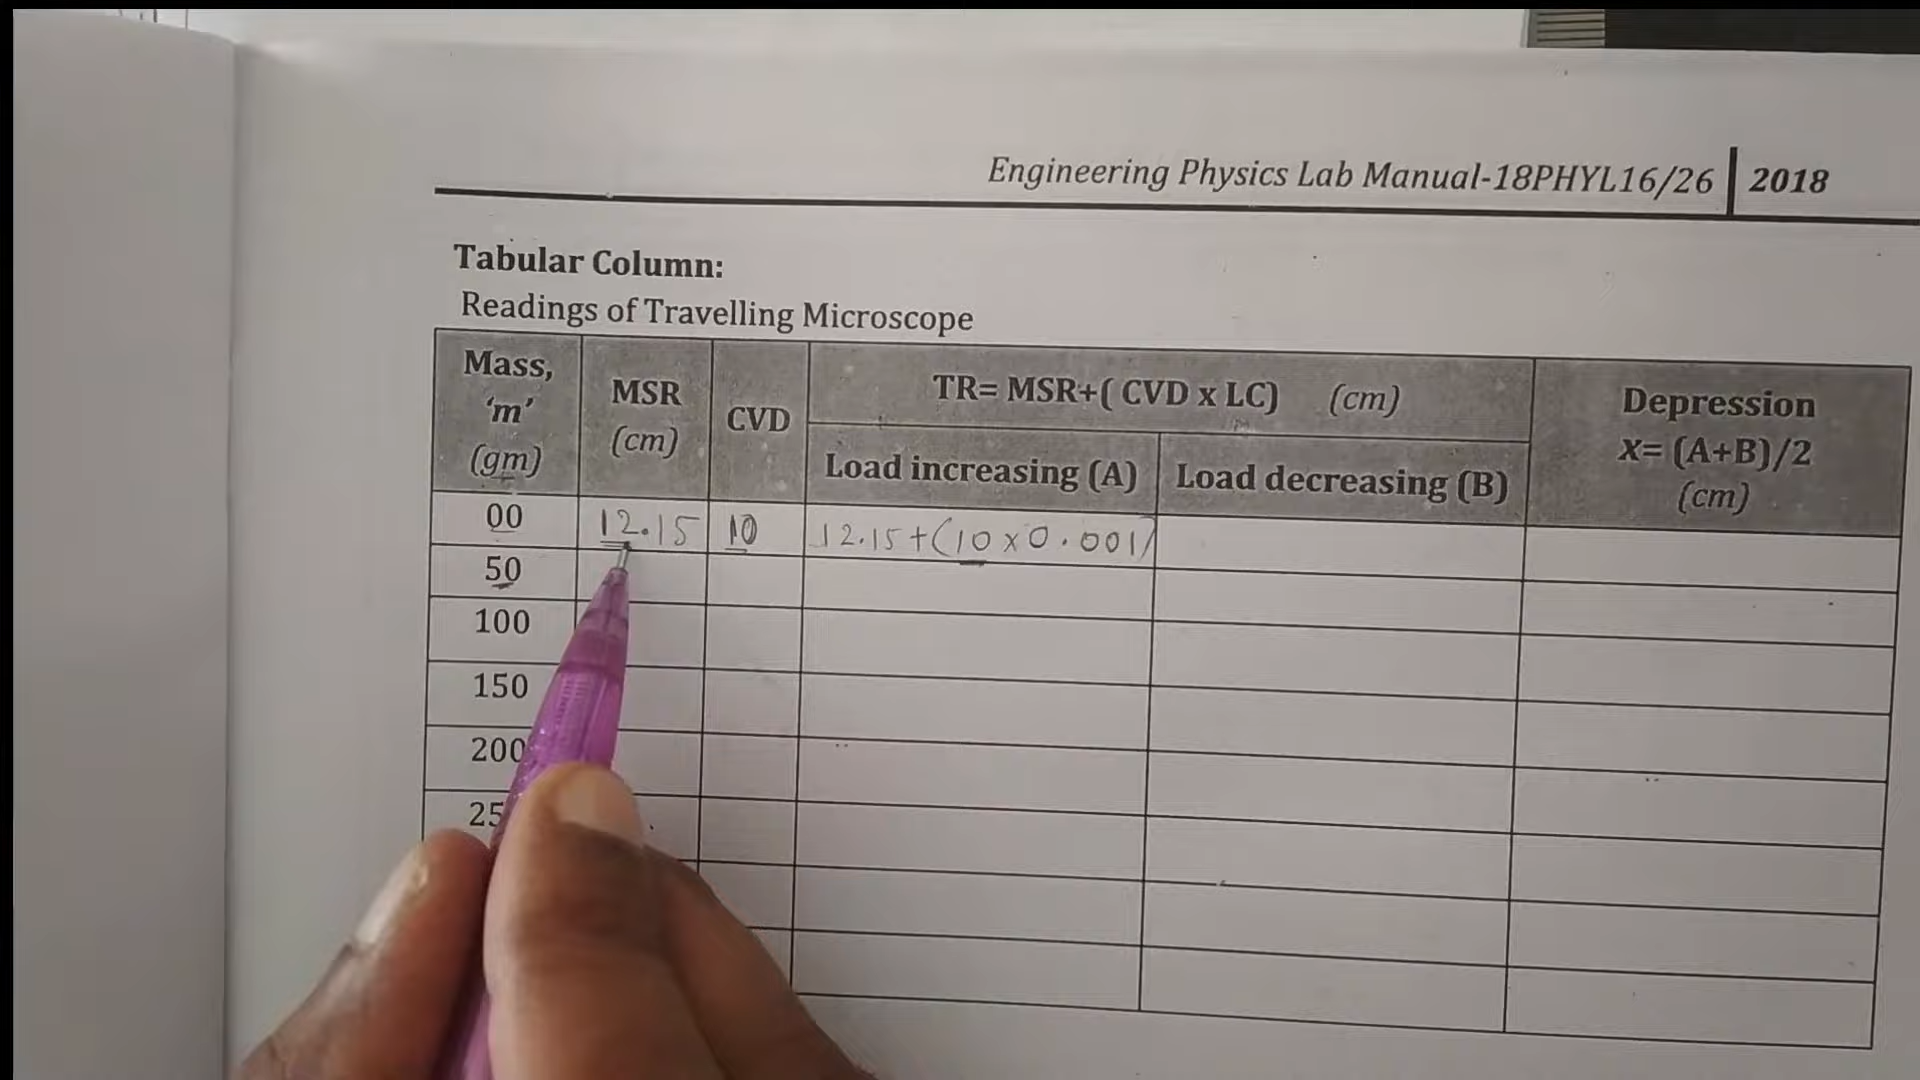 Engineering Physics Lab Manual-18PHYL16/26 2018
Tabular Column:
Readings of Travelling Microscope
Mass, 'm' (gm) MSR (cm) CVD TR= MSR+( CVD x LC) (cm) Depression X= (A+B)/2 (cm)
Load increasing (A) Load decreasing (B)
00 12.15 10 12.15+(10x0.001)
50
100
150
200